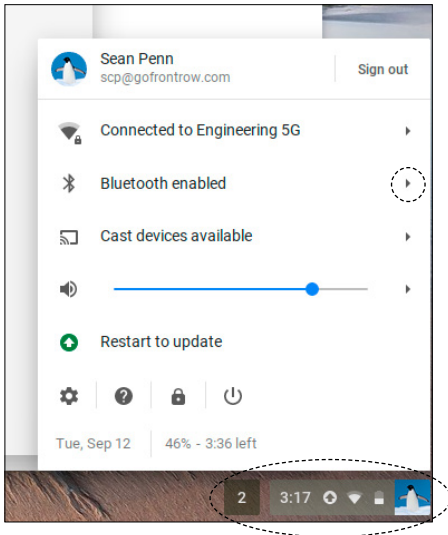 Sean Penn
scp@gofrontrow.com
Sign out
Connected to Engineering 5G
Bluetooth enabled
Cast devices available
Restart to update
Tue, Sep 12
46% - 3:36 left
2
3:17